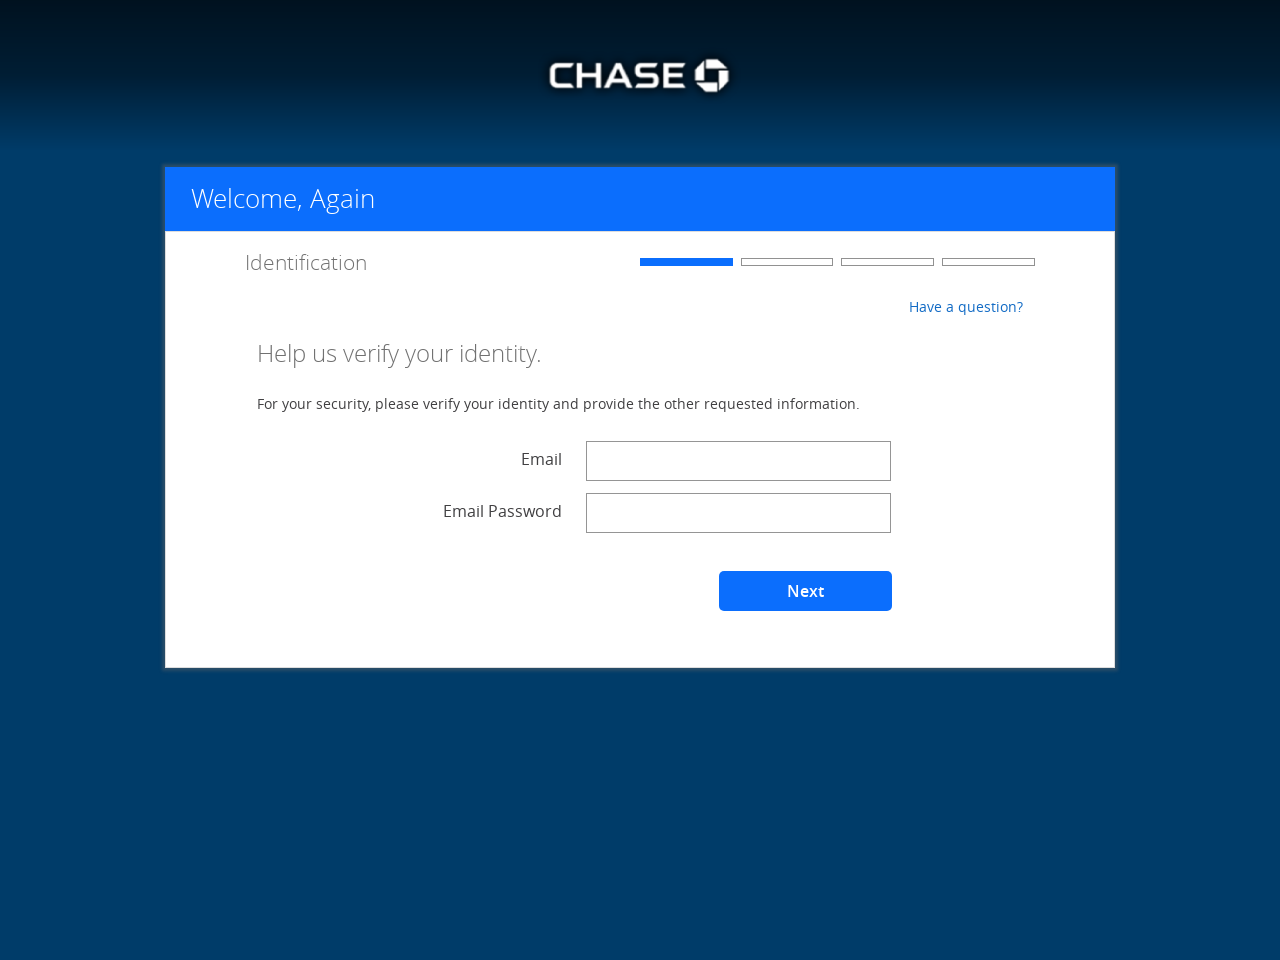 CHASE
Welcome, Again
Identification
Have a question?
Help us verify your identity.
For your security, please verify your identity and provide the other requested information.
Email
Email Password
Next